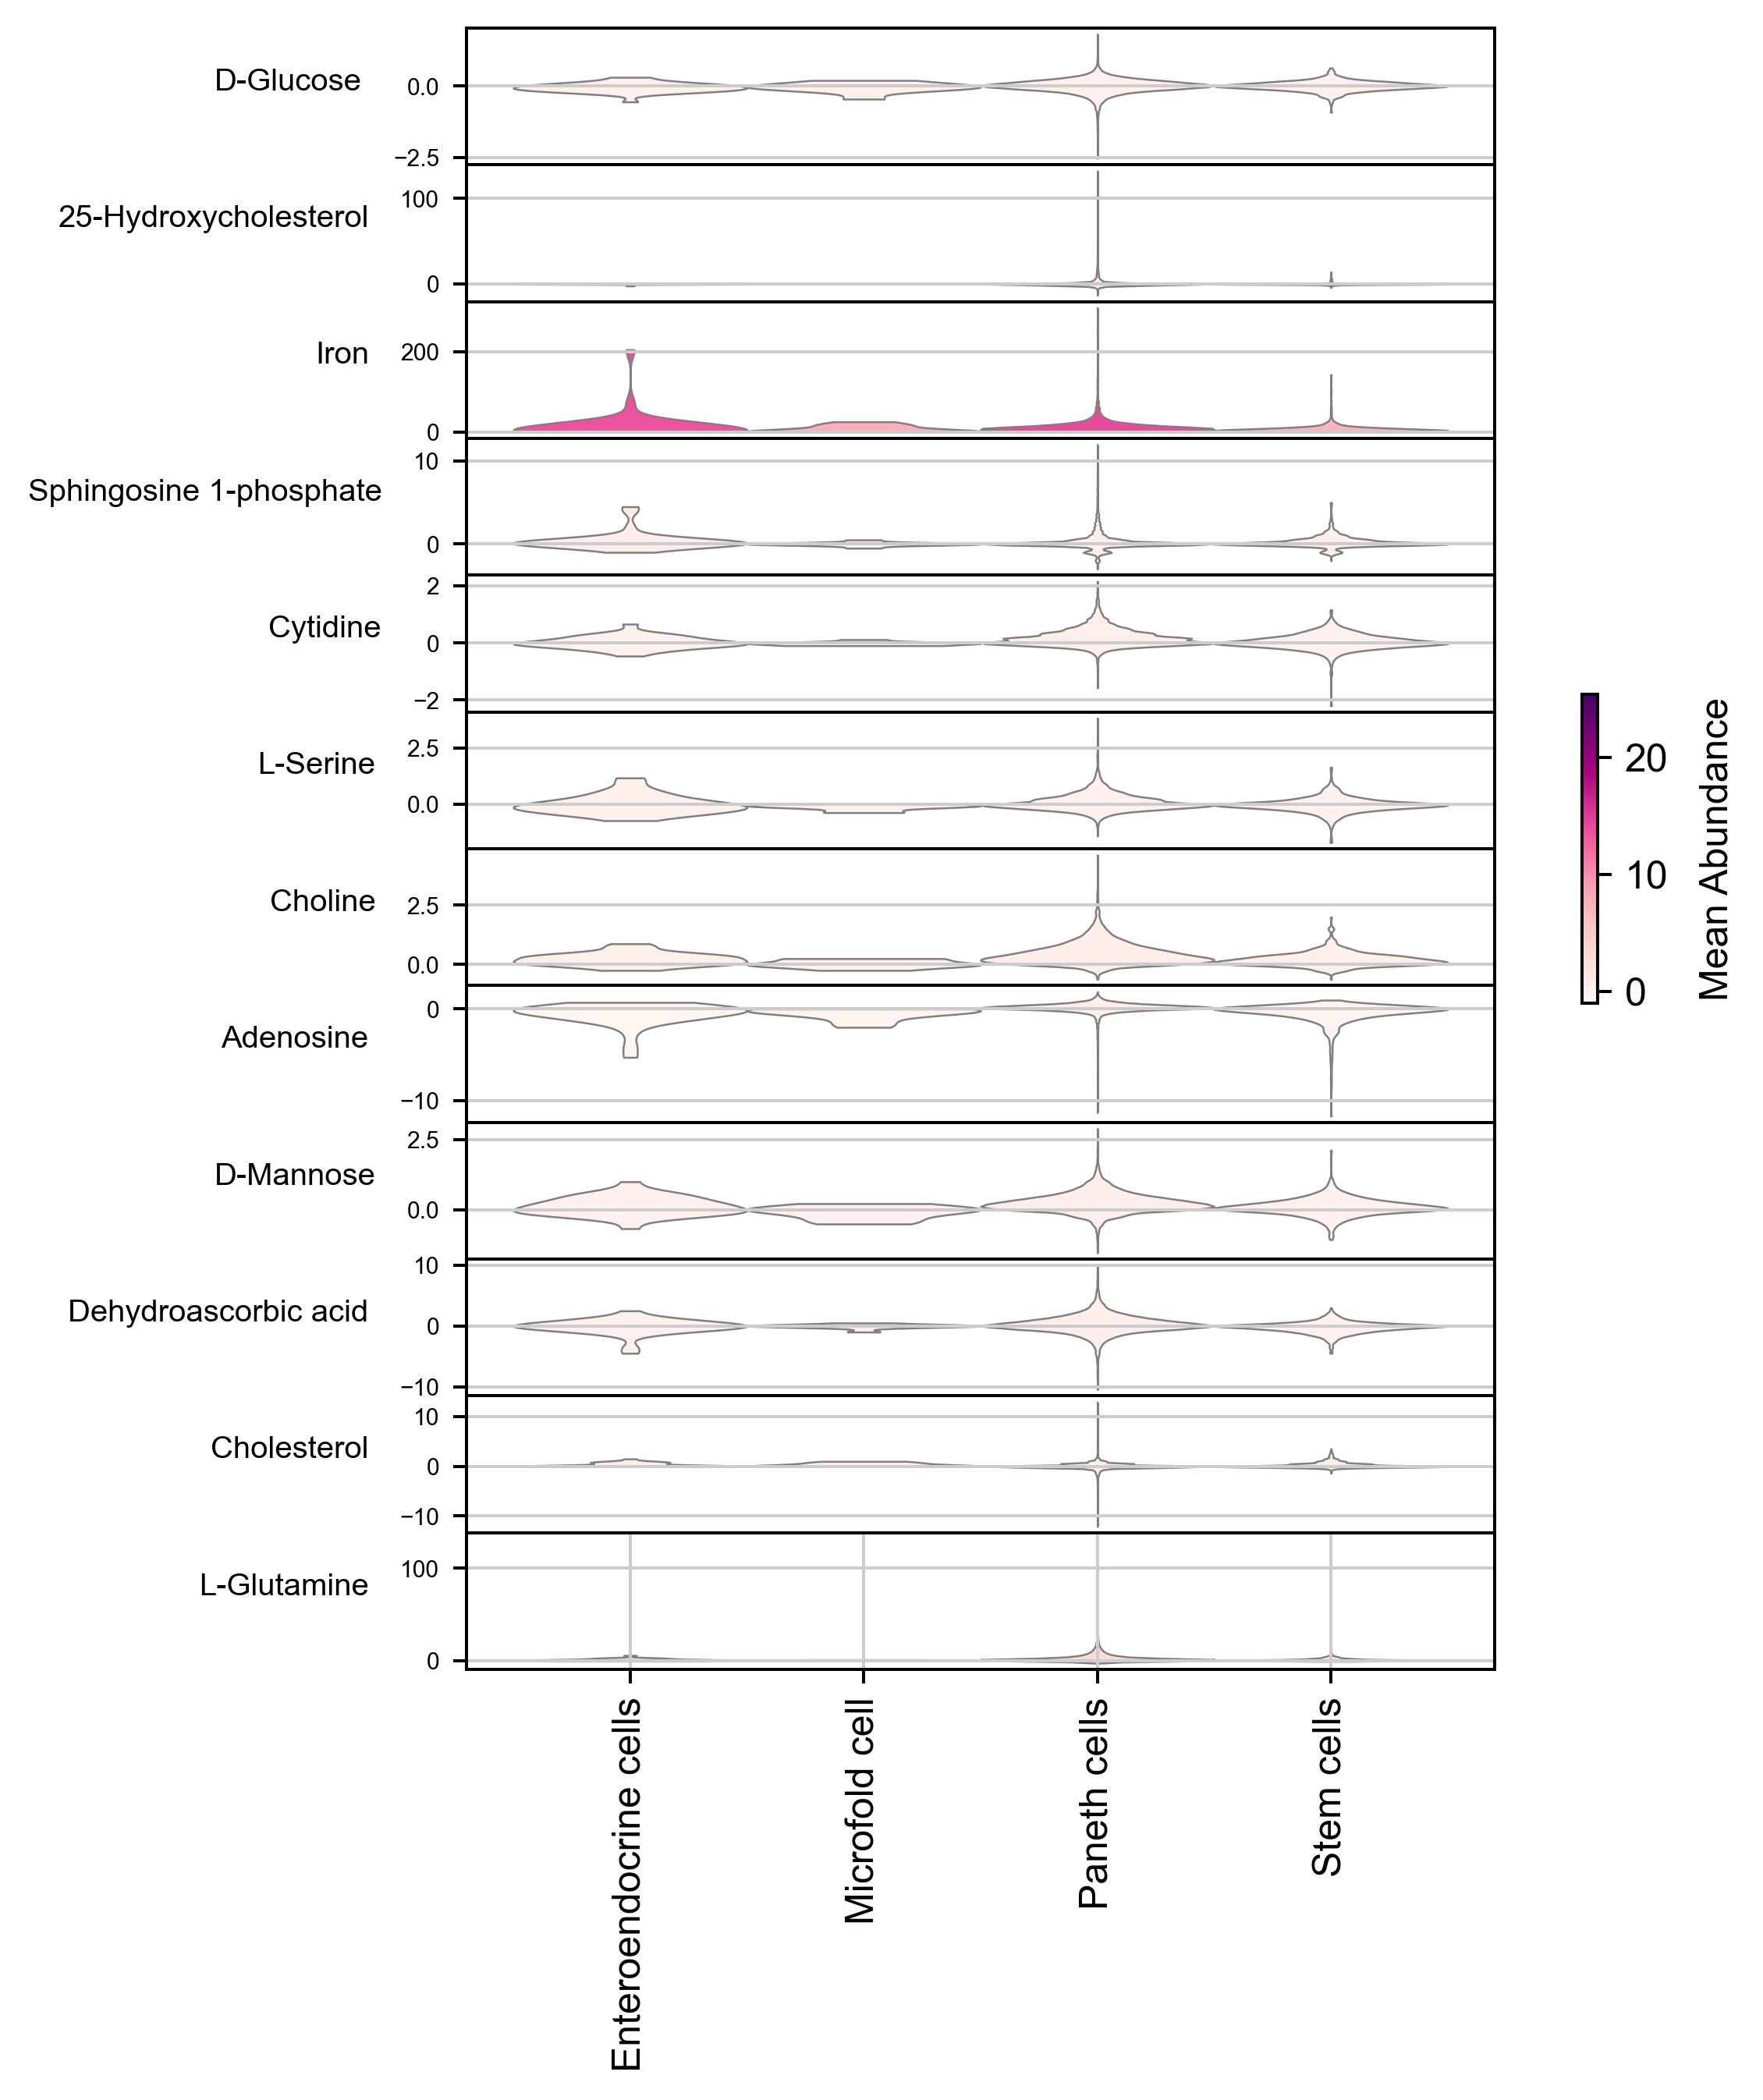 D-Glucose
0.0
−2.5
25-Hydroxycholesterol
100
0
Iron
200
0
Sphingosine 1-phosphate
10
0
Cytidine
2
0
−2
L-Serine
2.5
0.0
Choline
2.5
0.0
Adenosine
0
−10
D-Mannose
2.5
0.0
Dehydroascorbic acid
10
0
−10
Cholesterol
10
0
−10
L-Glutamine
100
0
Enteroendocrine cells
Microfold cell
Paneth cells
Stem cells
20
10
0
Mean Abundance